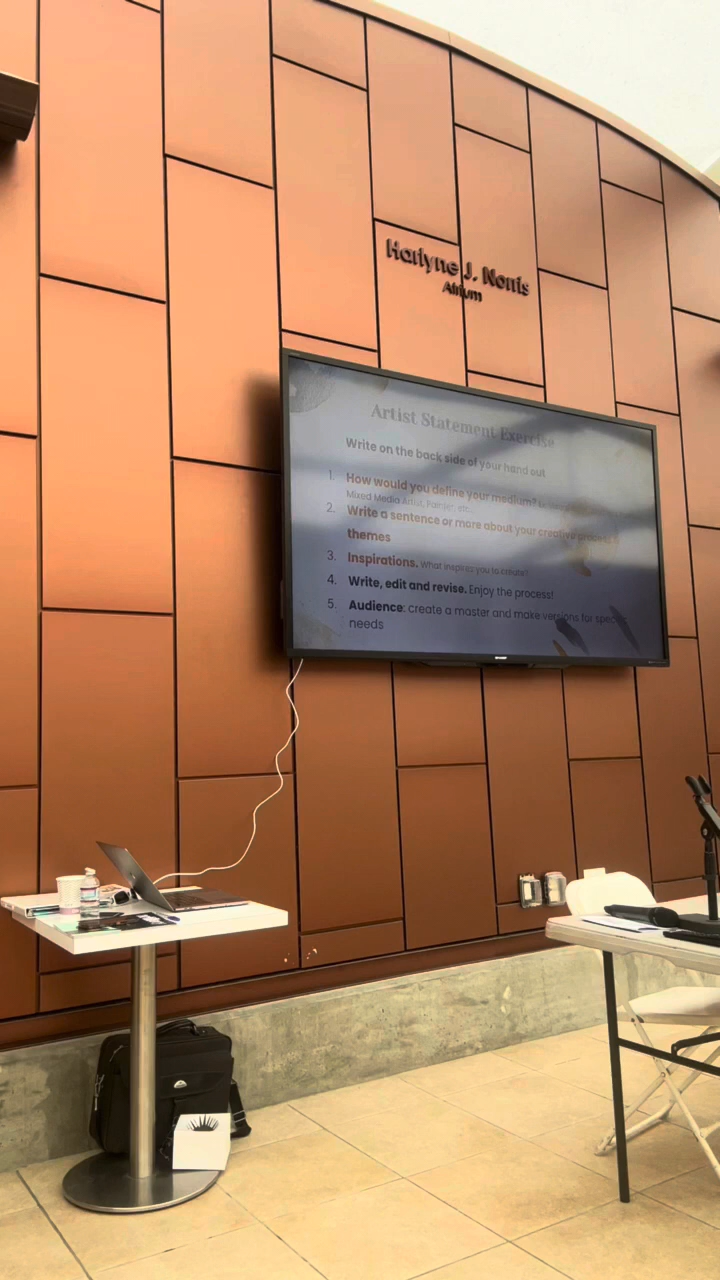 Harlyne J. Norris
Atrium
Artist Statement Exercise
Write on the back side of your hand out
1. How would you define your medium?
Mixed Media Artist, Painter, etc.
2. Write a sentence or more about your creative
themes
3. Inspirations. What inspires you to create?
4. Write, edit and revise. Enjoy the process!
5. Audience: create a master and make versions for specific
needs
SHARP